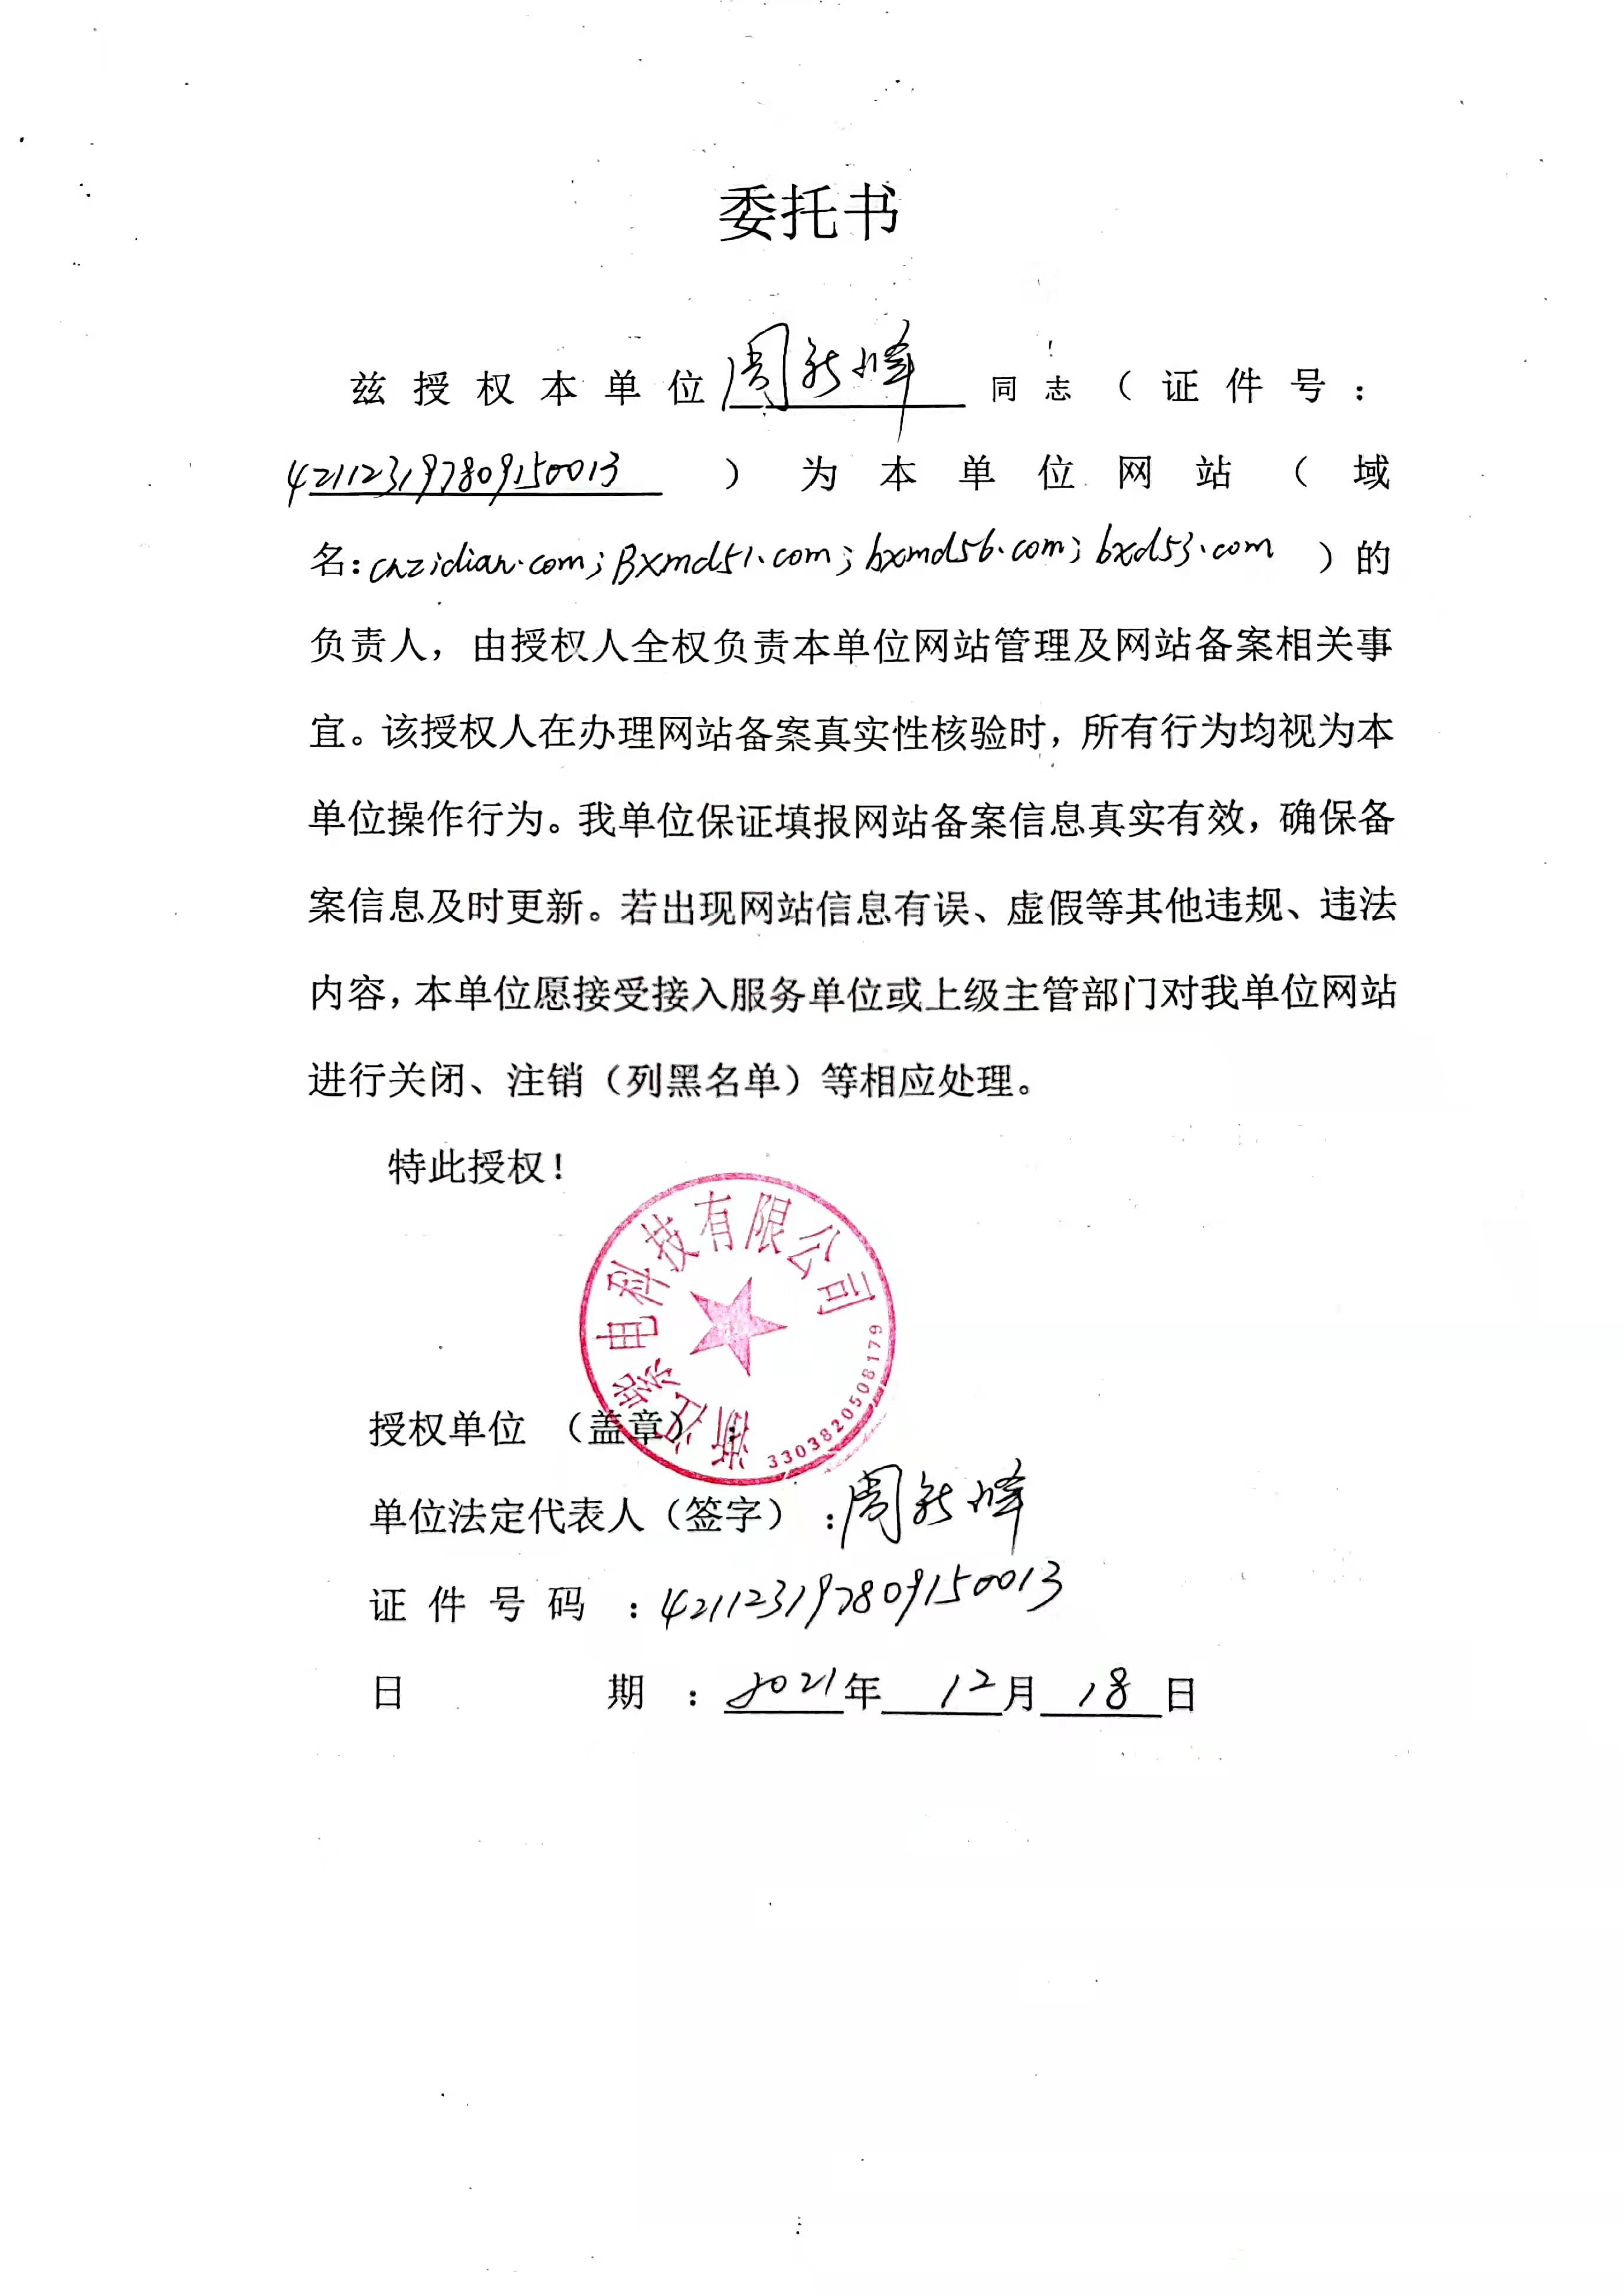 委托书
兹授权本单位周新峰同志（证件号：
421123197809150013）为本单位网站（域
名：cnzidian.com；Bxmd51.com；bxmd56.com；bxd53.com）的
负责人，由授权人全权负责本单位网站管理及网站备案相关事
宜。该授权人在办理网站备案真实性核验时，所有行为均视为本
单位操作行为。我单位保证填报网站备案信息真实有效，确保备
案信息及时更新。若出现网站信息有误、虚假等其他违规、违法
内容，本单位愿接受接入服务单位或上级主管部门对我单位网站
进行关闭、注销（列黑名单）等相应处理。
特此授权！
浙江 电科技有限公司
3303820508179
授权单位（盖章）：
单位法定代表人（签字）：周新峰
证件号码：421123197809150013
日期：2021年12月18日